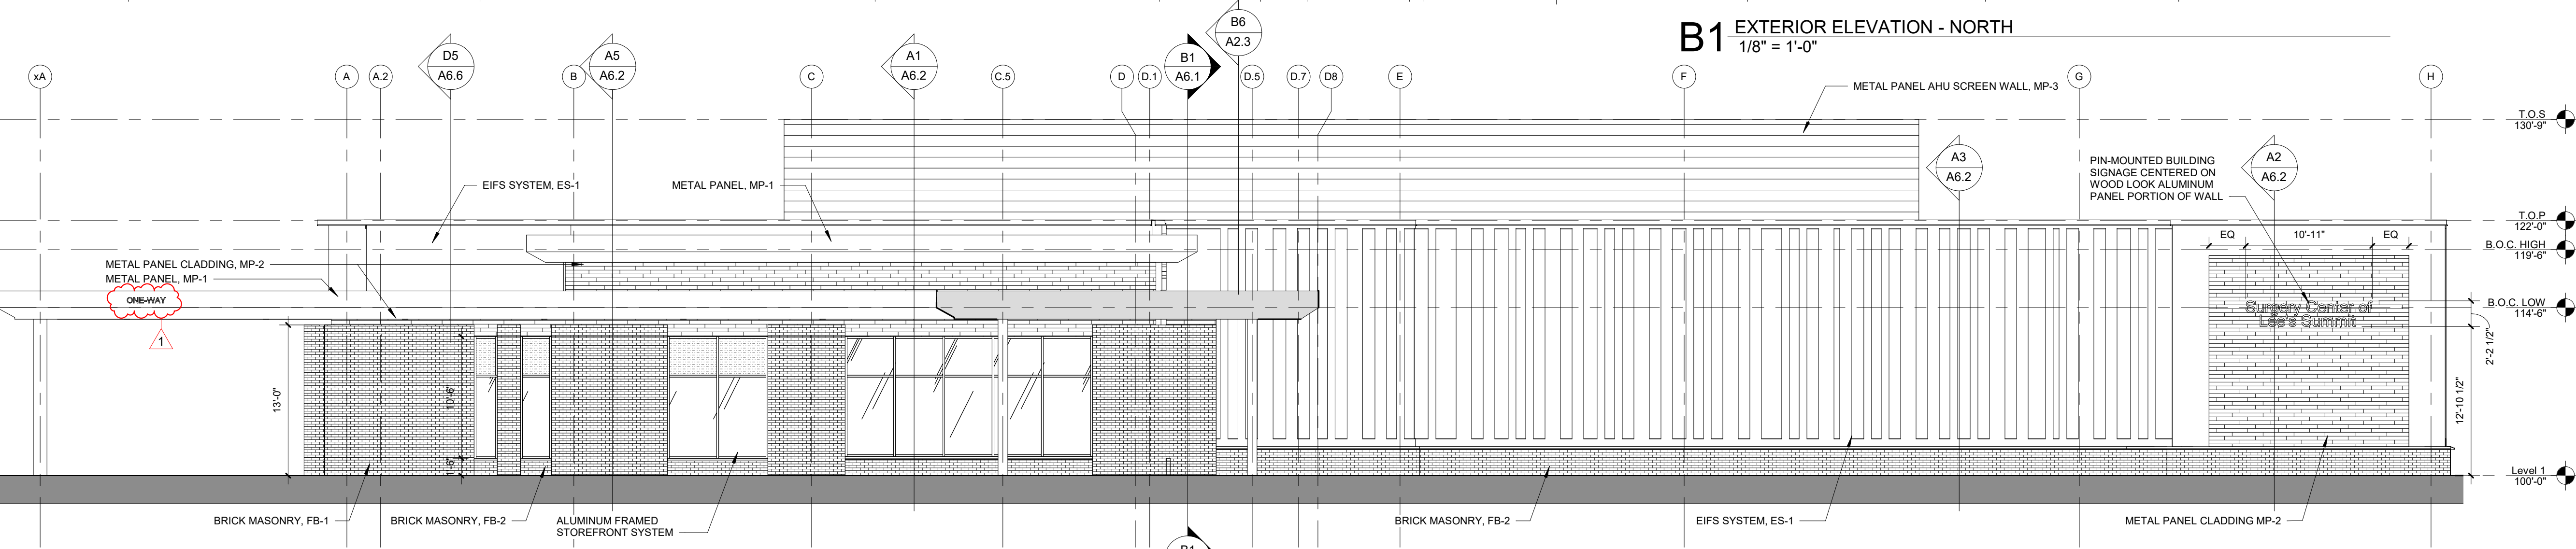 B1 EXTERIOR ELEVATION - NORTH
1/8" = 1'-0"
B6
A2.3
D5
A6.6
A5
A6.2
A1
A6.2
B1
A6.1
xA
A
A.2
B
C
C.5
D
D.1
D.5
D.7
D8
E
F
G
H
METAL PANEL AHU SCREEN WALL, MP-3
T.O.S
130'-9"
A3
A6.2
PIN-MOUNTED BUILDING
SIGNAGE CENTERED ON
WOOD LOOK ALUMINUM
PANEL PORTION OF WALL
A2
A6.2
EIFS SYSTEM, ES-1
METAL PANEL, MP-1
T.O.P
122'-0"
EQ
10'-11"
EQ
B.O.C. HIGH
119'-6"
METAL PANEL CLADDING, MP-2
METAL PANEL, MP-1
ONE-WAY
1
Surgery Center of
Lee's Summit
B.O.C. LOW
114'-6"
2'-2 1/2"
13'-0"
10'-6"
1'-6"
12'-10 1/2"
Level 1
100'-0"
BRICK MASONRY, FB-1
BRICK MASONRY, FB-2
ALUMINUM FRAMED
STOREFRONT SYSTEM
BRICK MASONRY, FB-2
EIFS SYSTEM, ES-1
METAL PANEL CLADDING MP-2
B1